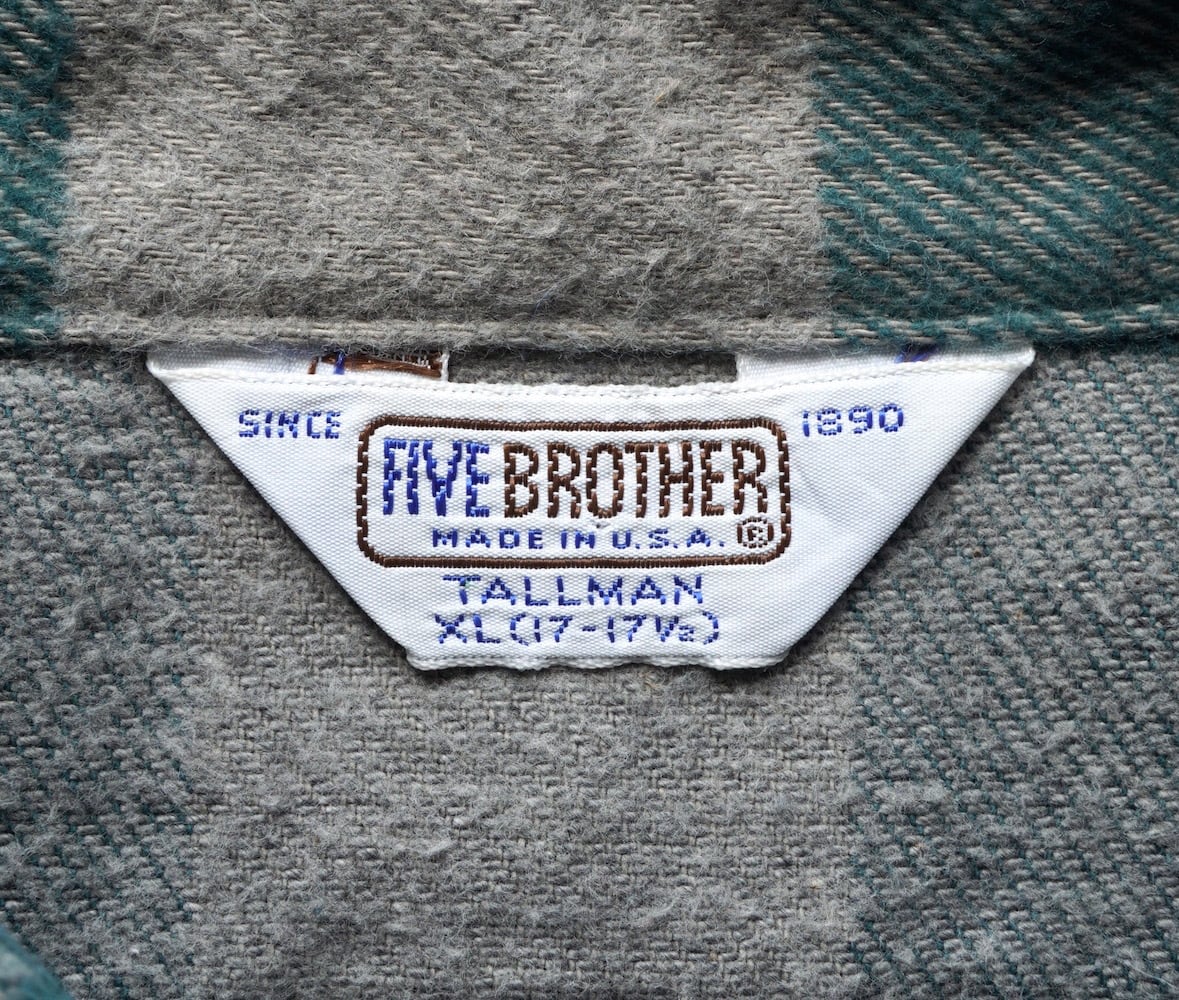 SINCE FIVE BROTHER 1890
MADE IN U.S.A. ®
TALLMAN
XL (17-17½)